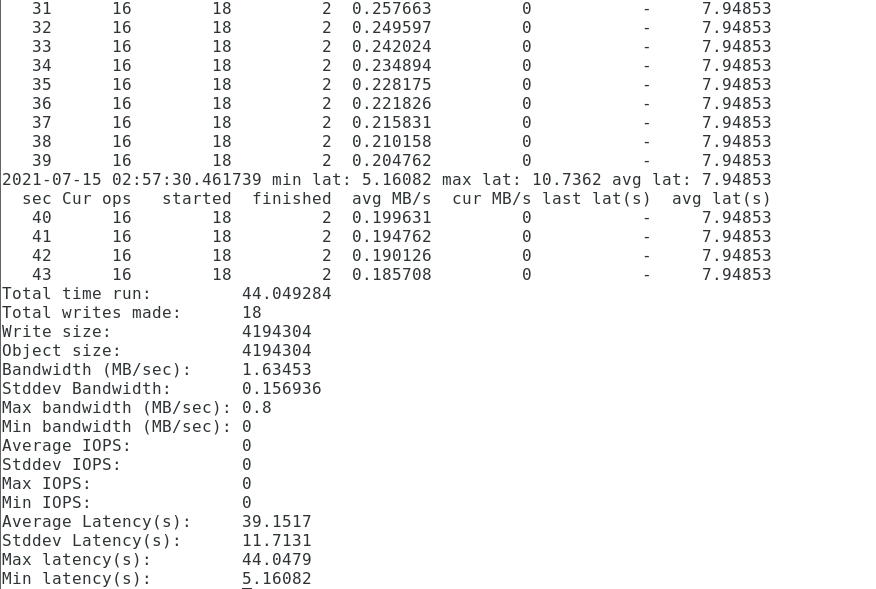 31 16 18 2 0.257663 0 - 7.94853
32 16 18 2 0.249597 0 - 7.94853
33 16 18 2 0.242024 0 - 7.94853
34 16 18 2 0.234894 0 - 7.94853
35 16 18 2 0.228175 0 - 7.94853
36 16 18 2 0.221826 0 - 7.94853
37 16 18 2 0.215831 0 - 7.94853
38 16 18 2 0.210158 0 - 7.94853
39 16 18 2 0.204762 0 - 7.94853
2021-07-15 02:57:30.461739 min lat: 5.16082 max lat: 10.7362 avg lat: 7.94853
sec Cur ops started finished avg MB/s cur MB/s last lat(s) avg lat(s)
40 16 18 2 0.199631 0 - 7.94853
41 16 18 2 0.194762 0 - 7.94853
42 16 18 2 0.190126 0 - 7.94853
43 16 18 2 0.185708 0 - 7.94853
Total time run: 44.049284
Total writes made: 18
Write size: 4194304
Object size: 4194304
Bandwidth (MB/sec): 1.63453
Stddev Bandwidth: 0.156936
Max bandwidth (MB/sec): 0.8
Min bandwidth (MB/sec): 0
Average IOPS: 0
Stddev IOPS: 0
Max IOPS: 0
Min IOPS: 0
Average Latency(s): 39.1517
Stddev Latency(s): 11.7131
Max latency(s): 44.0479
Min latency(s): 5.16082